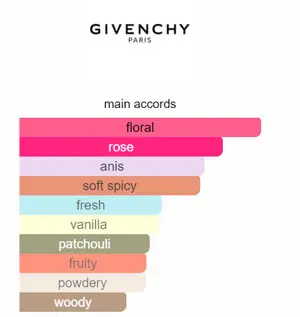 GIVENCHY
PARIS
main accords
floral
rose
anis
soft spicy
fresh
vanilla
patchouli
fruity
powdery
woody